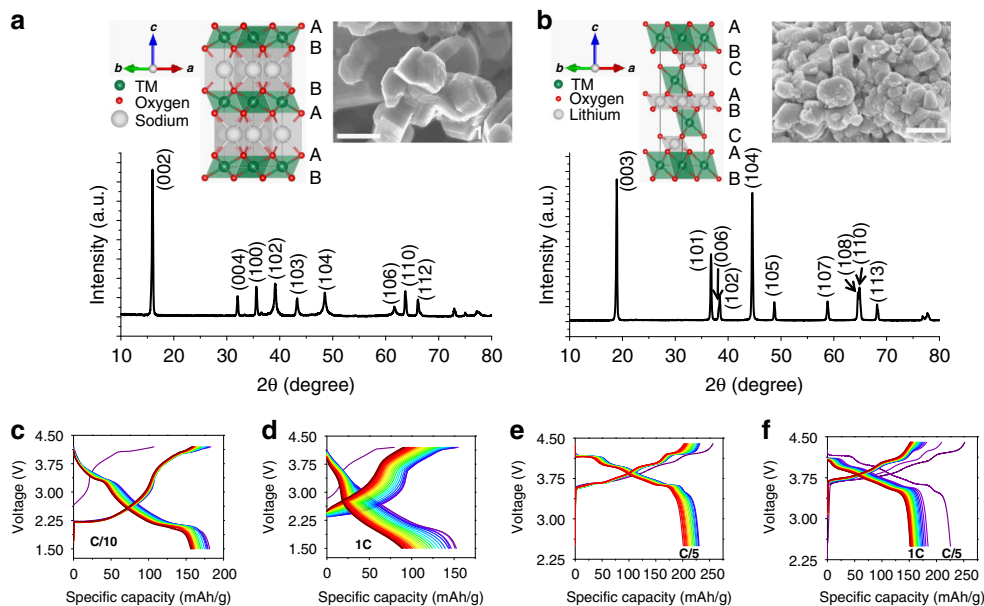 a
c
b
a
TM
Oxygen
Sodium
A
B
B
A
A
B
(002)
(004)
(100)
(102)
(103)
(104)
(106)
(110)
(112)
Intensity (a.u.)
10 20 30 40 50 60 70 80
2θ (degree)
b
c
b
a
TM
Oxygen
Lithium
A
B
C
A
B
C
A
B
(003)
(101)
(006)
(102)
(104)
(105)
(107)
(108)
(110)
(113)
Intensity (a.u.)
10 20 30 40 50 60 70 80
2θ (degree)
c
Voltage (V)
4.50
3.75
3.00
2.25
1.50
C/10
0 50 100 150 200
Specific capacity (mAh/g)
d
Voltage (V)
4.50
3.75
3.00
2.25
1.50
1C
0 50 100 150
Specific capacity (mAh/g)
e
Voltage (V)
4.50
3.75
3.00
2.25
C/5
0 50 100 150 200 250
Specific capacity (mAh/g)
f
Voltage (V)
4.50
3.75
3.00
2.25
1C C/5
0 50 100 150 200 250
Specific capacity (mAh/g)